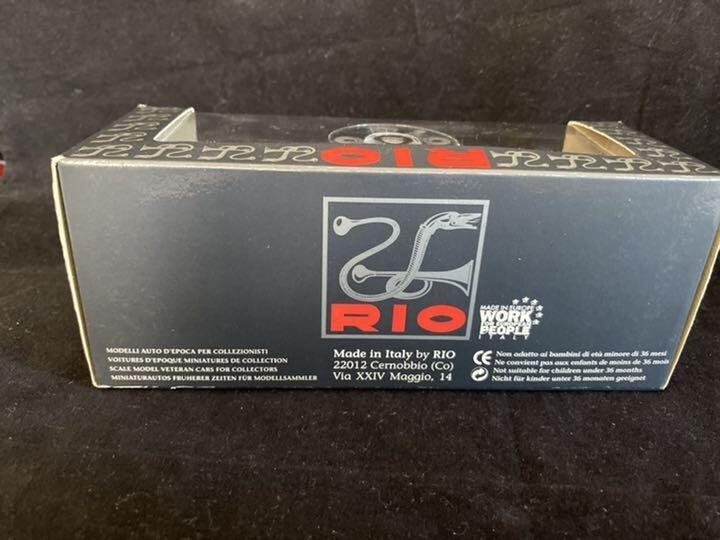 RIO
RIO
MODELLI AUTO D'EPOCA PER COLLEZIONISTI
VOITURES D'EPOQUE MINIATURES DE COLLECTION
SCALE MODEL VETERAN CARS FOR COLLECTORS
MINIATURAUTOS FRUHERER ZEITEN FÜR MODELLSAMMLER
Made in Italy by RIO
22012 Cernobbio (Co)
Via XXIV Maggio, 14
MADE IN EUROPE
WORK
PEOPLE
ITALY
CE
Non adatto ai bambini di età minore di 36 mesi
Ne convient pas aux enfants de moins de 36 mois
Not suitable for children under 36 months
Nicht für kinder unter 36 monaten geeignet